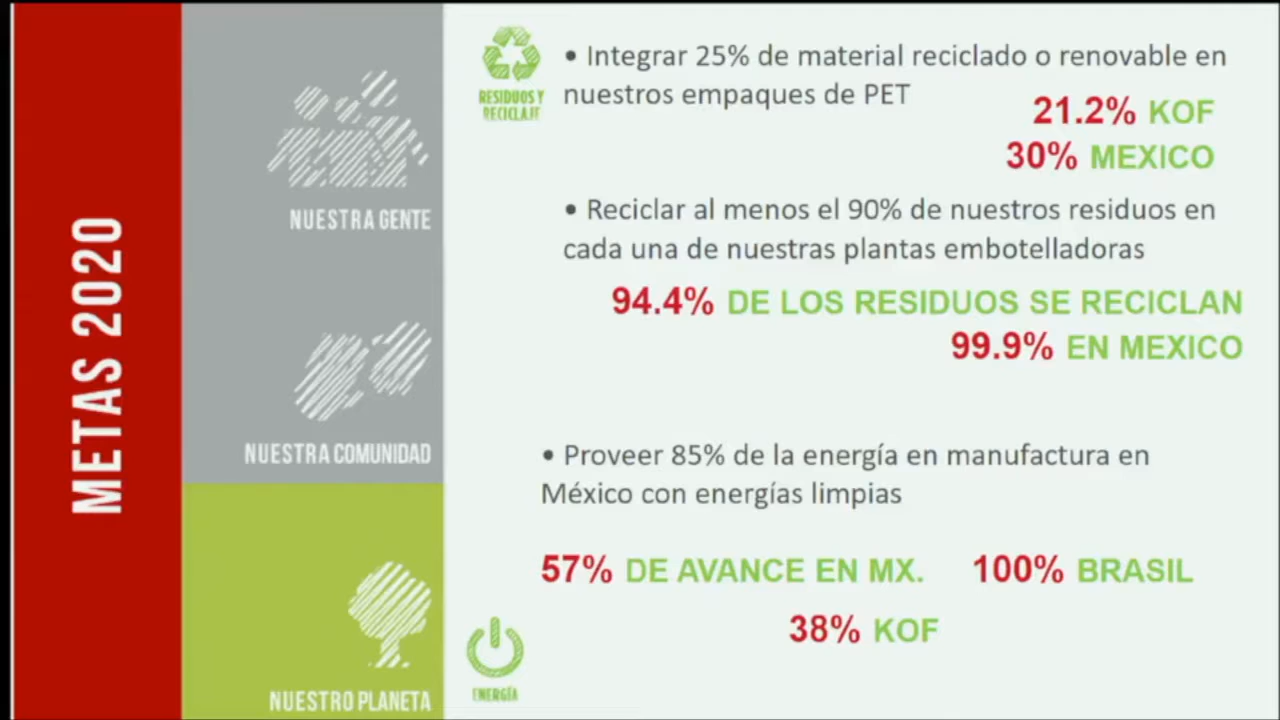 METAS 2020
NUESTRA GENTE
NUESTRA COMUNIDAD
NUESTRO PLANETA
RESIDUOS Y
RECICLAJE
• Integrar 25% de material reciclado o renovable en
nuestros empaques de PET
21.2% KOF
30% MEXICO
• Reciclar al menos el 90% de nuestros residuos en
cada una de nuestras plantas embotelladoras
94.4% DE LOS RESIDUOS SE RECICLAN
99.9% EN MEXICO
• Proveer 85% de la energía en manufactura en
México con energías limpias
57% DE AVANCE EN MX. 100% BRASIL
38% KOF
ENERGÍA